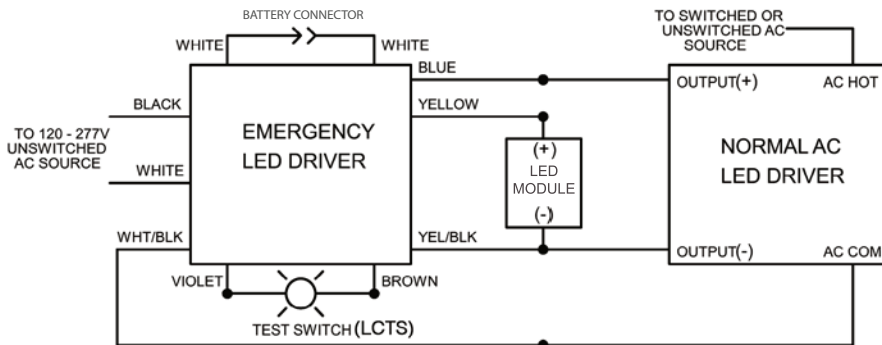 BATTERY CONNECTOR
WHITE
WHITE
TO SWITCHED OR
UNSWITCHED AC
SOURCE
BLUE
OUTPUT(+)
AC HOT
BLACK
YELLOW
TO 120 - 277V
UNSWITCHED
AC SOURCE
EMERGENCY
LED DRIVER
(+)
LED
MODULE
(-)
NORMAL AC
LED DRIVER
WHITE
WHT/BLK
YEL/BLK
OUTPUT(-)
AC COM
VIOLET
BROWN
TEST SWITCH (LCTS)